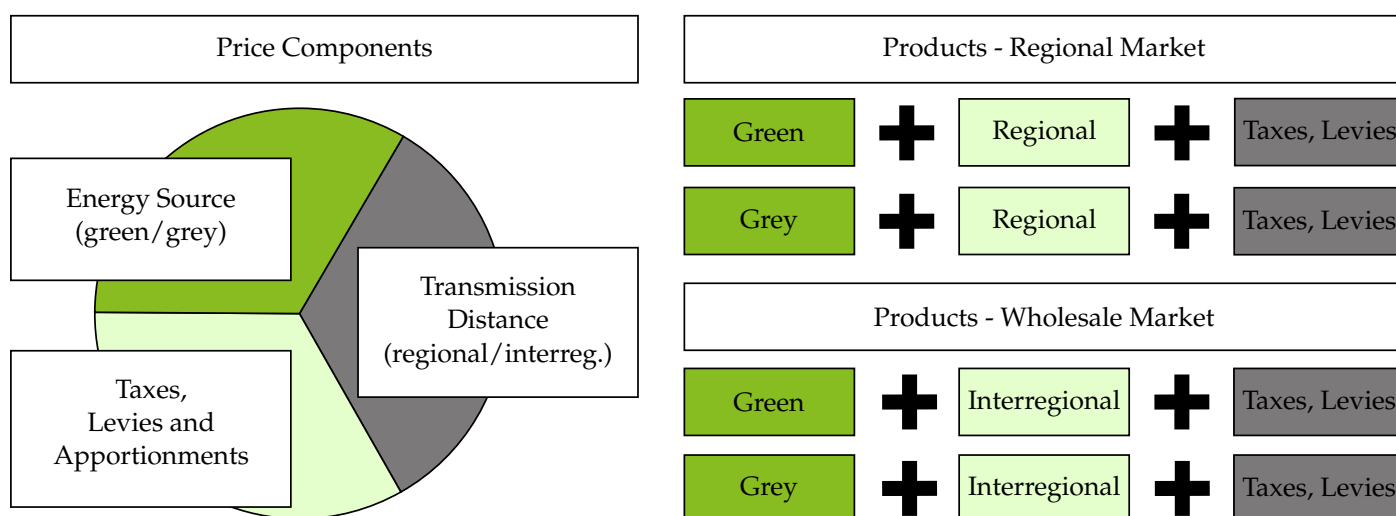 Price Components
Energy Source
(green/grey)
Transmission
Distance
(regional/interreg.)
Taxes,
Levies and
Apportionments
Products - Regional Market
Green
Regional
Taxes, Levies
Grey
Regional
Taxes, Levies
Products - Wholesale Market
Green
Interregional
Taxes, Levies
Grey
Interregional
Taxes, Levies